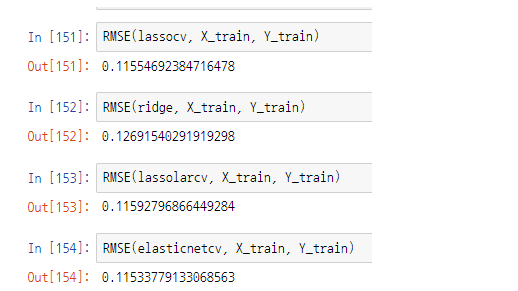 In [151]: RMSE(lassocv, X_train, Y_train)
Out[151]: 0.11554692384716478
In [152]: RMSE(ridge, X_train, Y_train)
Out[152]: 0.12691540291919298
In [153]: RMSE(lassolarcv, X_train, Y_train)
Out[153]: 0.11592796866449284
In [154]: RMSE(elasticnetcv, X_train, Y_train)
Out[154]: 0.11533779133068563